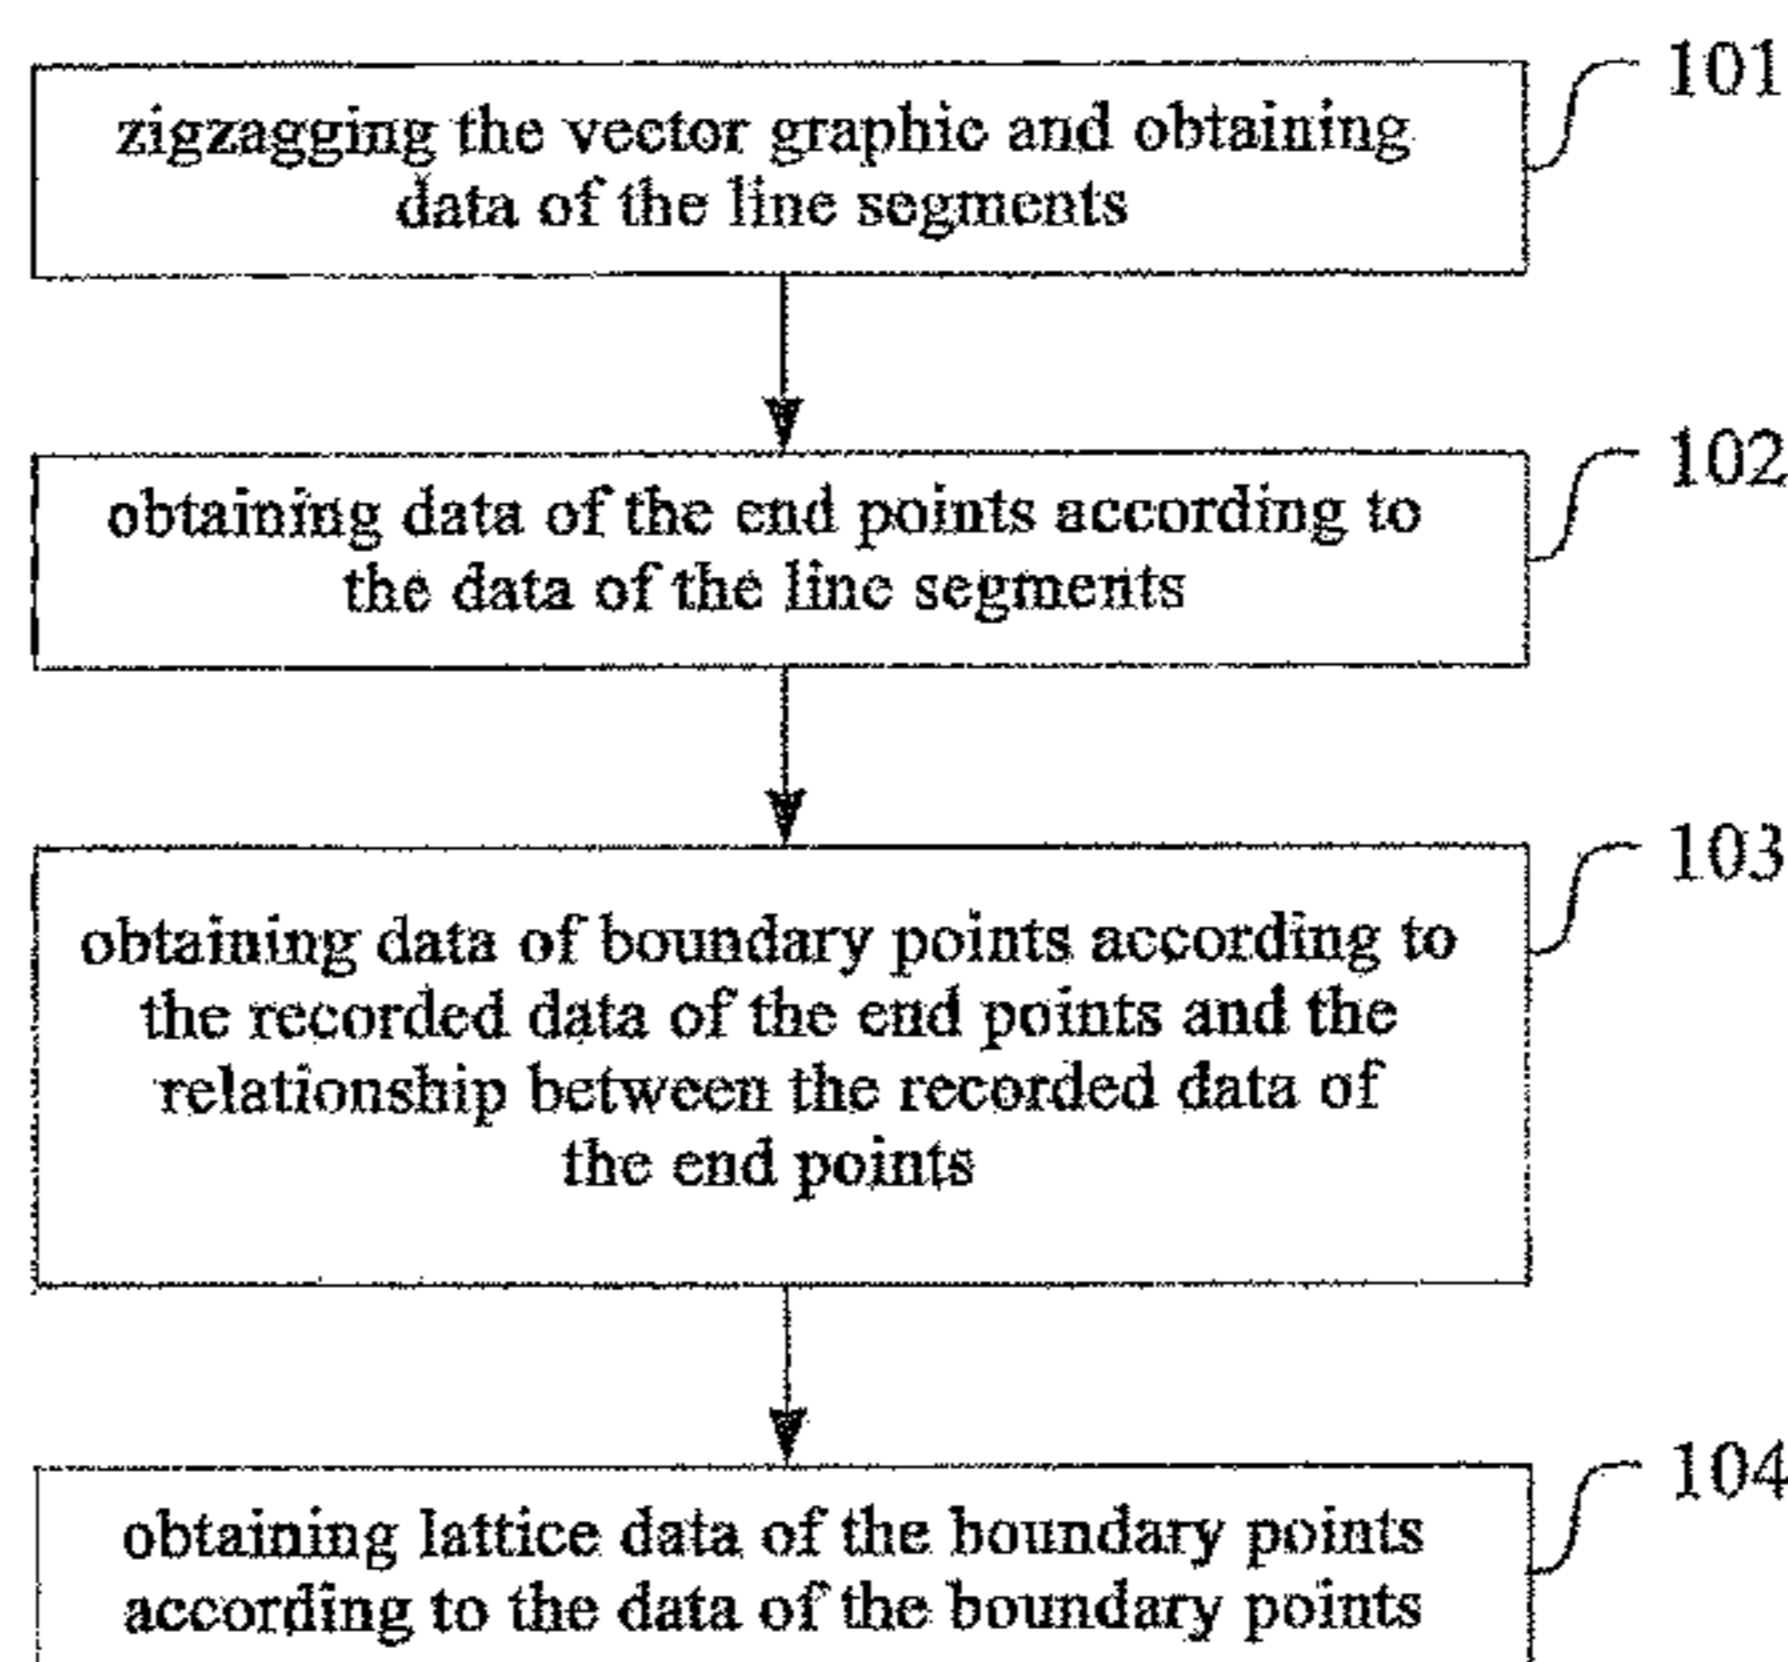 101
zigzagging the vector graphic and obtaining
data of the line segments
102
obtaining data of the end points according to
the data of the line segments
103
obtaining data of boundary points according to
the recorded data of the end points and the
relationship between the recorded data of
the end points
104
obtaining lattice data of the boundary points
according to the data of the boundary points